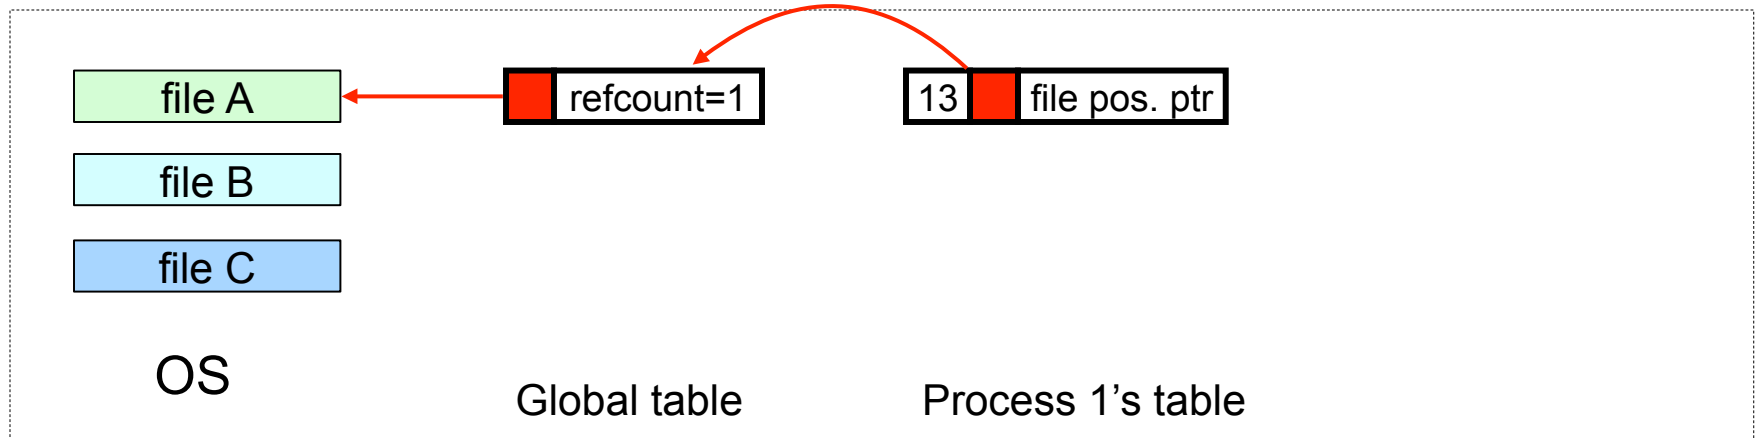 file A
refcount=1
13
file pos. ptr
file B
file C
OS
Global table
Process 1’s table